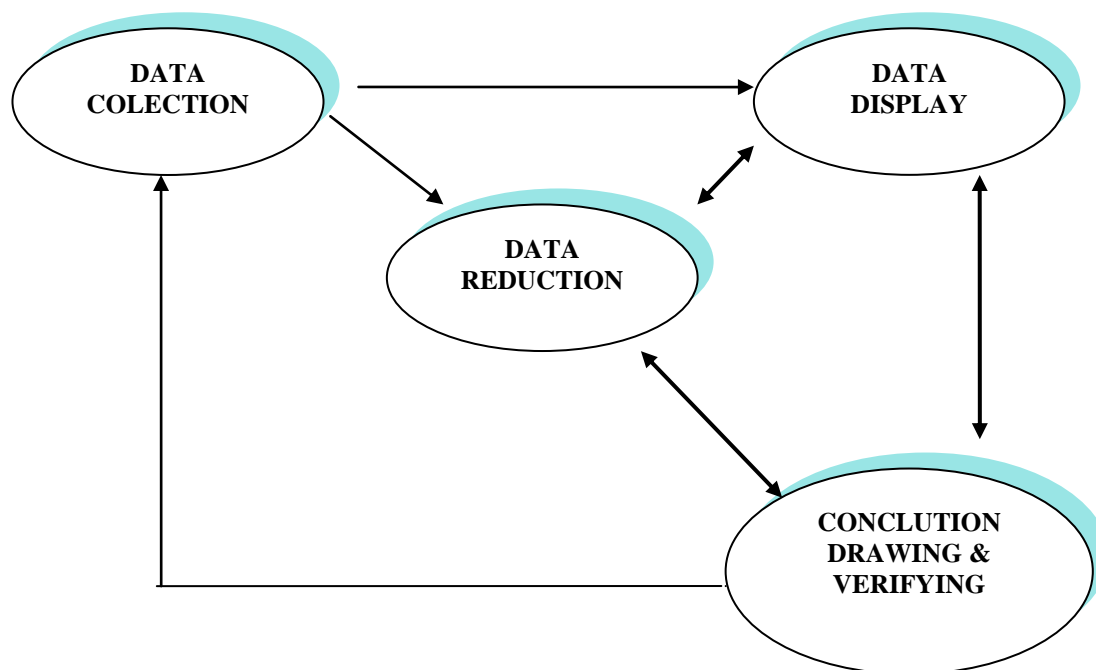 DATA
COLECTION
DATA
DISPLAY
DATA
REDUCTION
CONCLUTION
DRAWING &
VERIFYING